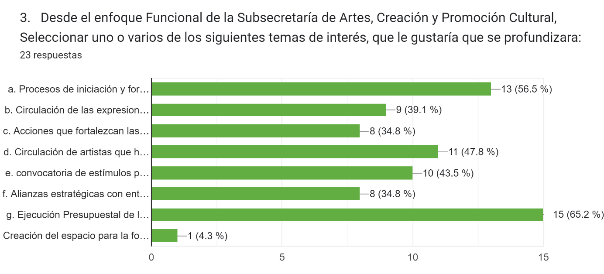 3. Desde el enfoque Funcional de la Subsecretaría de Artes, Creación y Promoción Cultural,
Seleccionar uno o varios de los siguientes temas de interés, que le gustaría que se profundizara:
23 respuestas
a. Procesos de iniciación y for… 13 (56.5 %)
b. Circulación de las expresion… 9 (39.1 %)
c. Acciones que fortalezcan las… 8 (34.8 %)
d. Circulación de artistas que h… 11 (47.8 %)
e. convocatoria de estímulos p… 10 (43.5 %)
f. Alianzas estratégicas con ent… 8 (34.8 %)
g. Ejecución Presupuestal de l… 15 (65.2 %)
Creación del espacio para la fo… 1 (4.3 %)
0 5 10 15